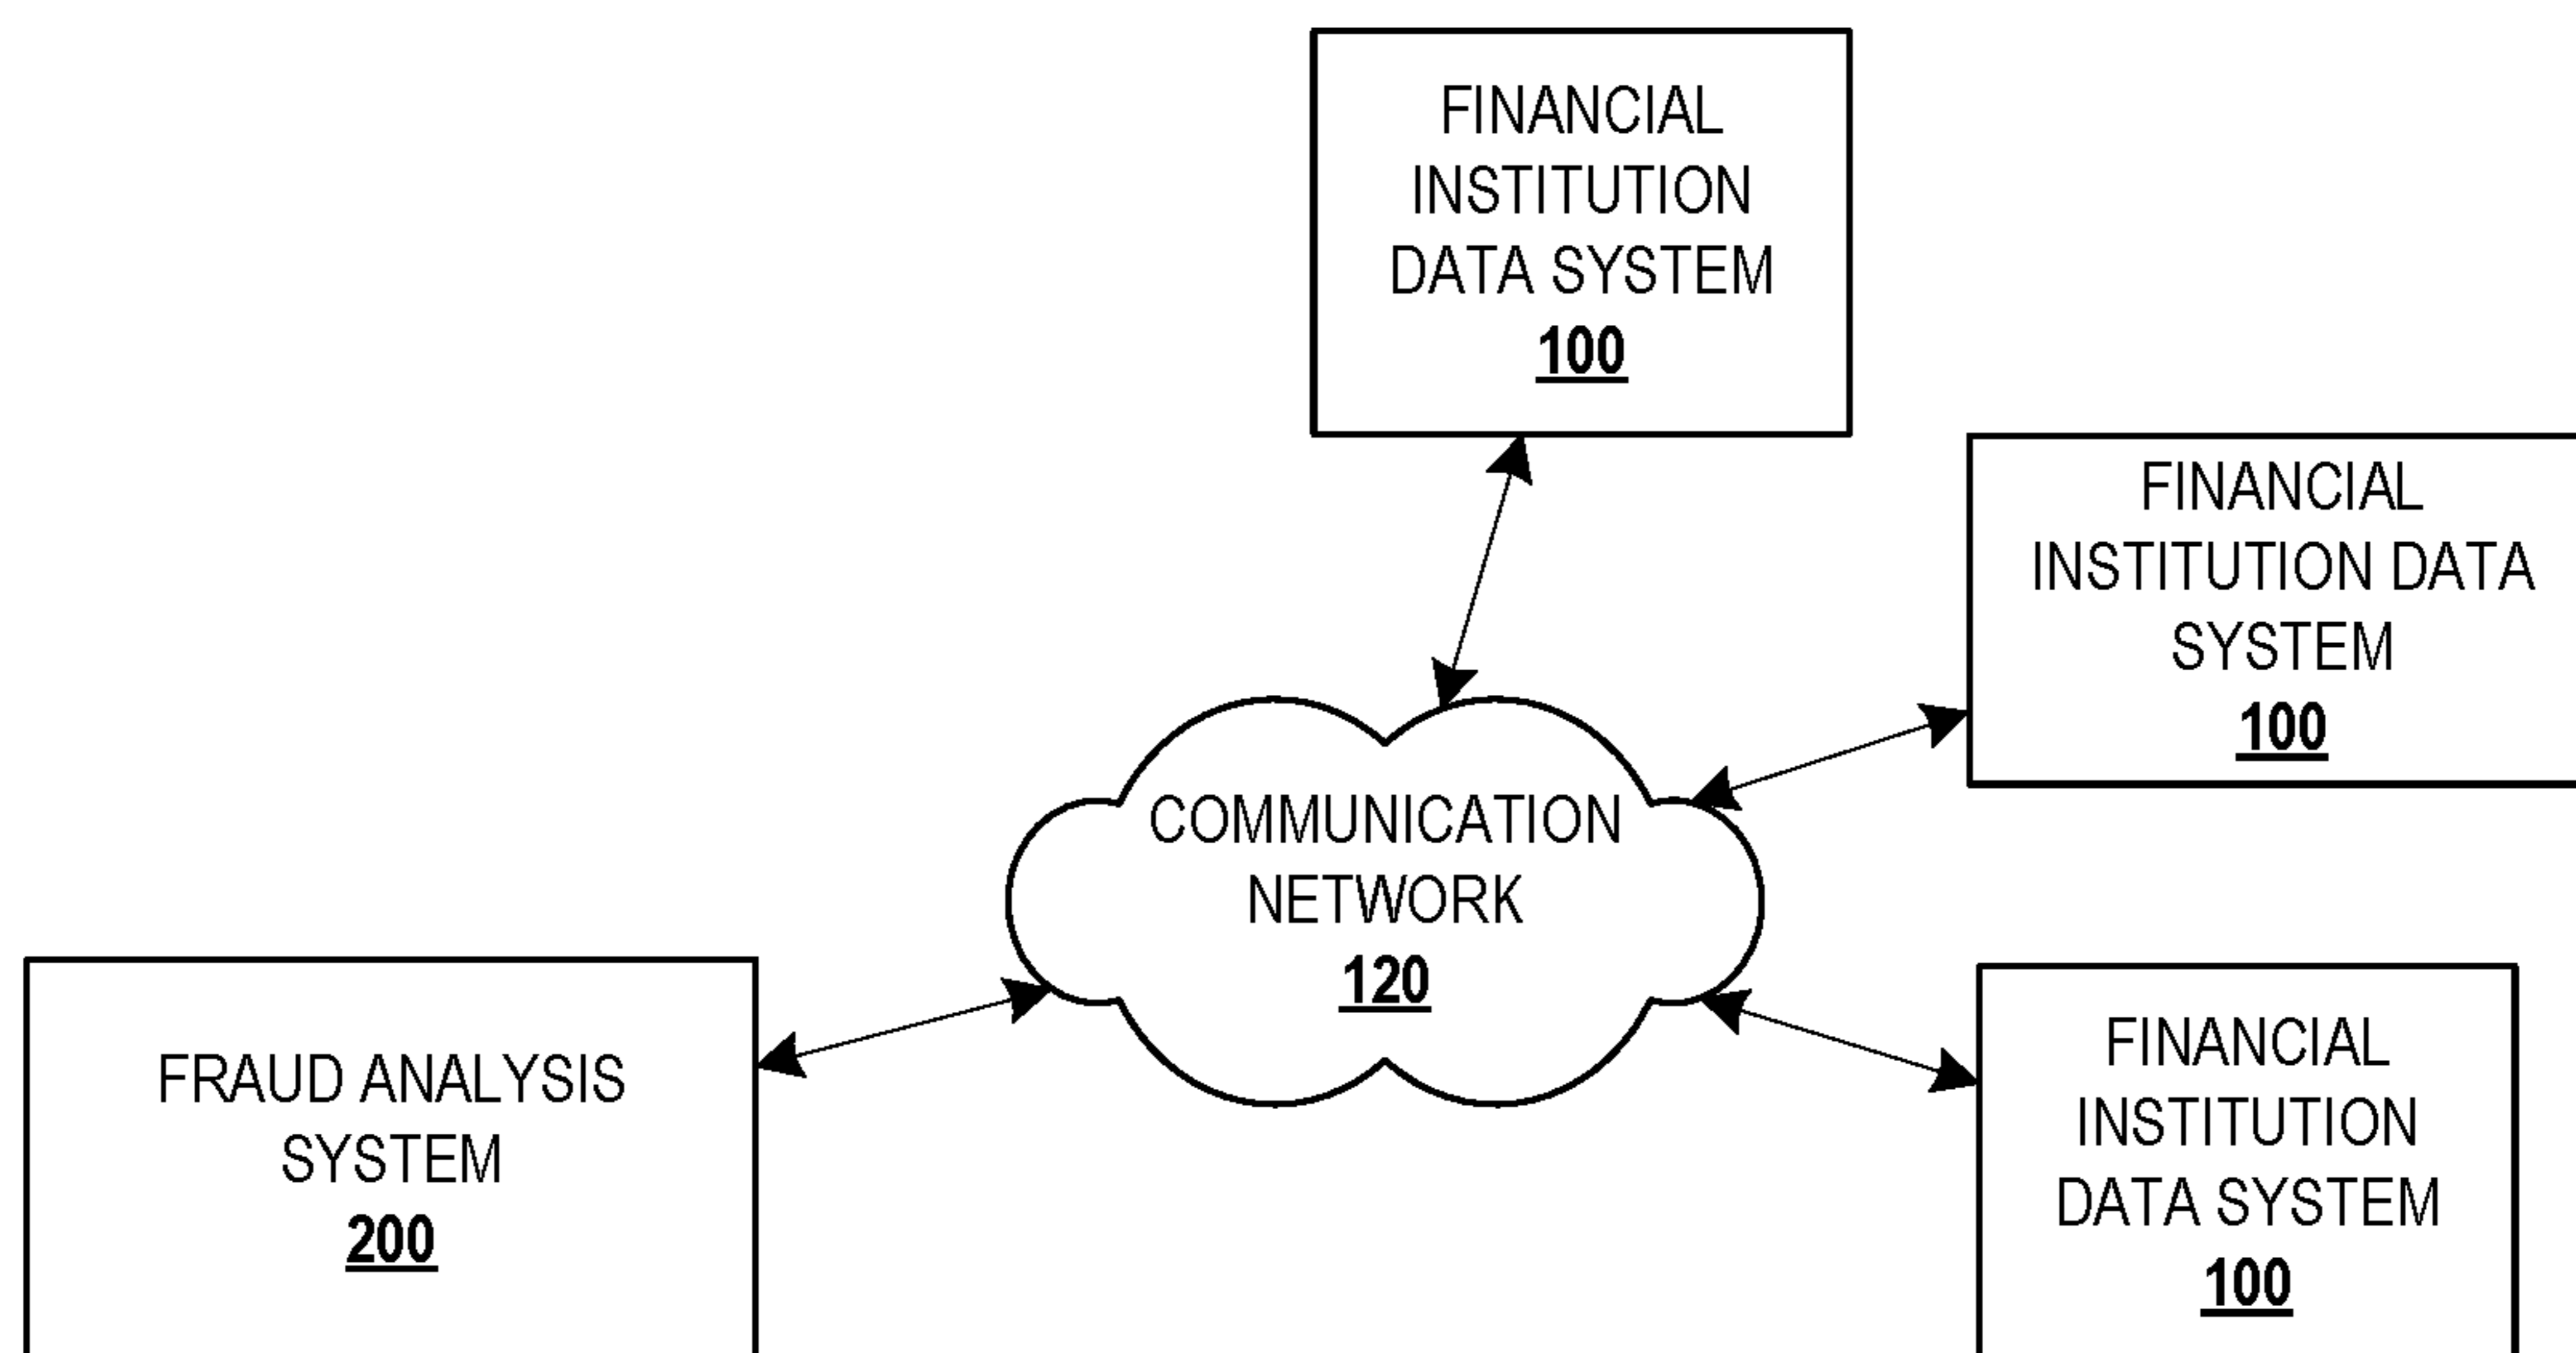 FINANCIAL
INSTITUTION
DATA SYSTEM
100
FINANCIAL
INSTITUTION DATA
SYSTEM
100
COMMUNICATION
NETWORK
120
FRAUD ANALYSIS
SYSTEM
200
FINANCIAL
INSTITUTION
DATA SYSTEM
100